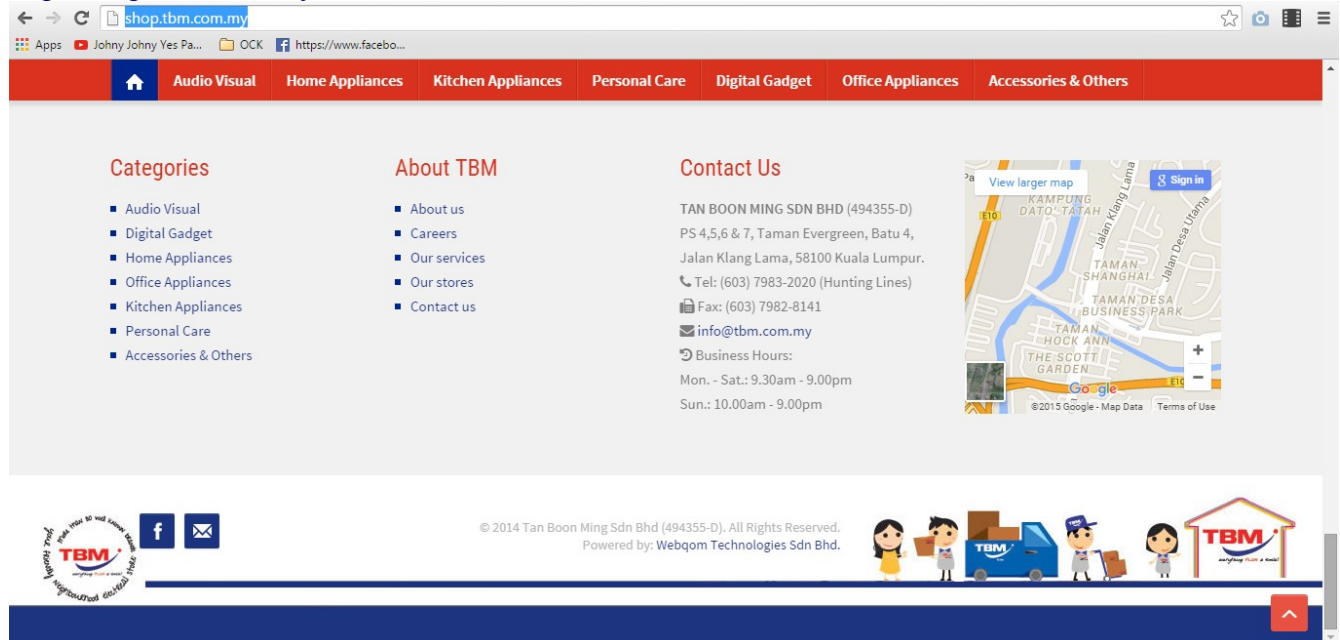 shop.tbm.com.my
Apps Johny Johny Yes Pa... OCK https://www.facebo...
Audio Visual Home Appliances Kitchen Appliances Personal Care Digital Gadget Office Appliances Accessories & Others
Categories
Audio Visual
Digital Gadget
Home Appliances
Office Appliances
Kitchen Appliances
Personal Care
Accessories & Others
About TBM
About us
Careers
Our services
Our stores
Contact us
Contact Us
TAN BOON MING SDN BHD (494355-D)
PS 4,5,6 & 7, Taman Evergreen, Batu 4,
Jalan Klang Lama, 58100 Kuala Lumpur.
Tel: (603) 7983-2020 (Hunting Lines)
Fax: (603) 7982-8141
info@tbm.com.my
Business Hours:
Mon. - Sat.: 9.30am - 9.00pm
Sun.: 10.00am - 9.00pm
View larger map
Sign in
KAMPUNG
DATO' TATAH
E10
Jalan Klang Lama
Jalan Desa Utama
TAMAN
SHANGHAI
TAMAN DESA
BUSINESS PARK
TAMAN
HOCK ANN
THE SCOTT
GARDEN
+
−
Google
E10
©2015 Google - Map Data Terms of Use
TBM
everything PLUS a smile!
© 2014 Tan Boon Ming Sdn Bhd (494355-D). All Rights Reserved.
Powered by: Webqom Technologies Sdn Bhd.
TBM
TBM
everything PLUS a smile!